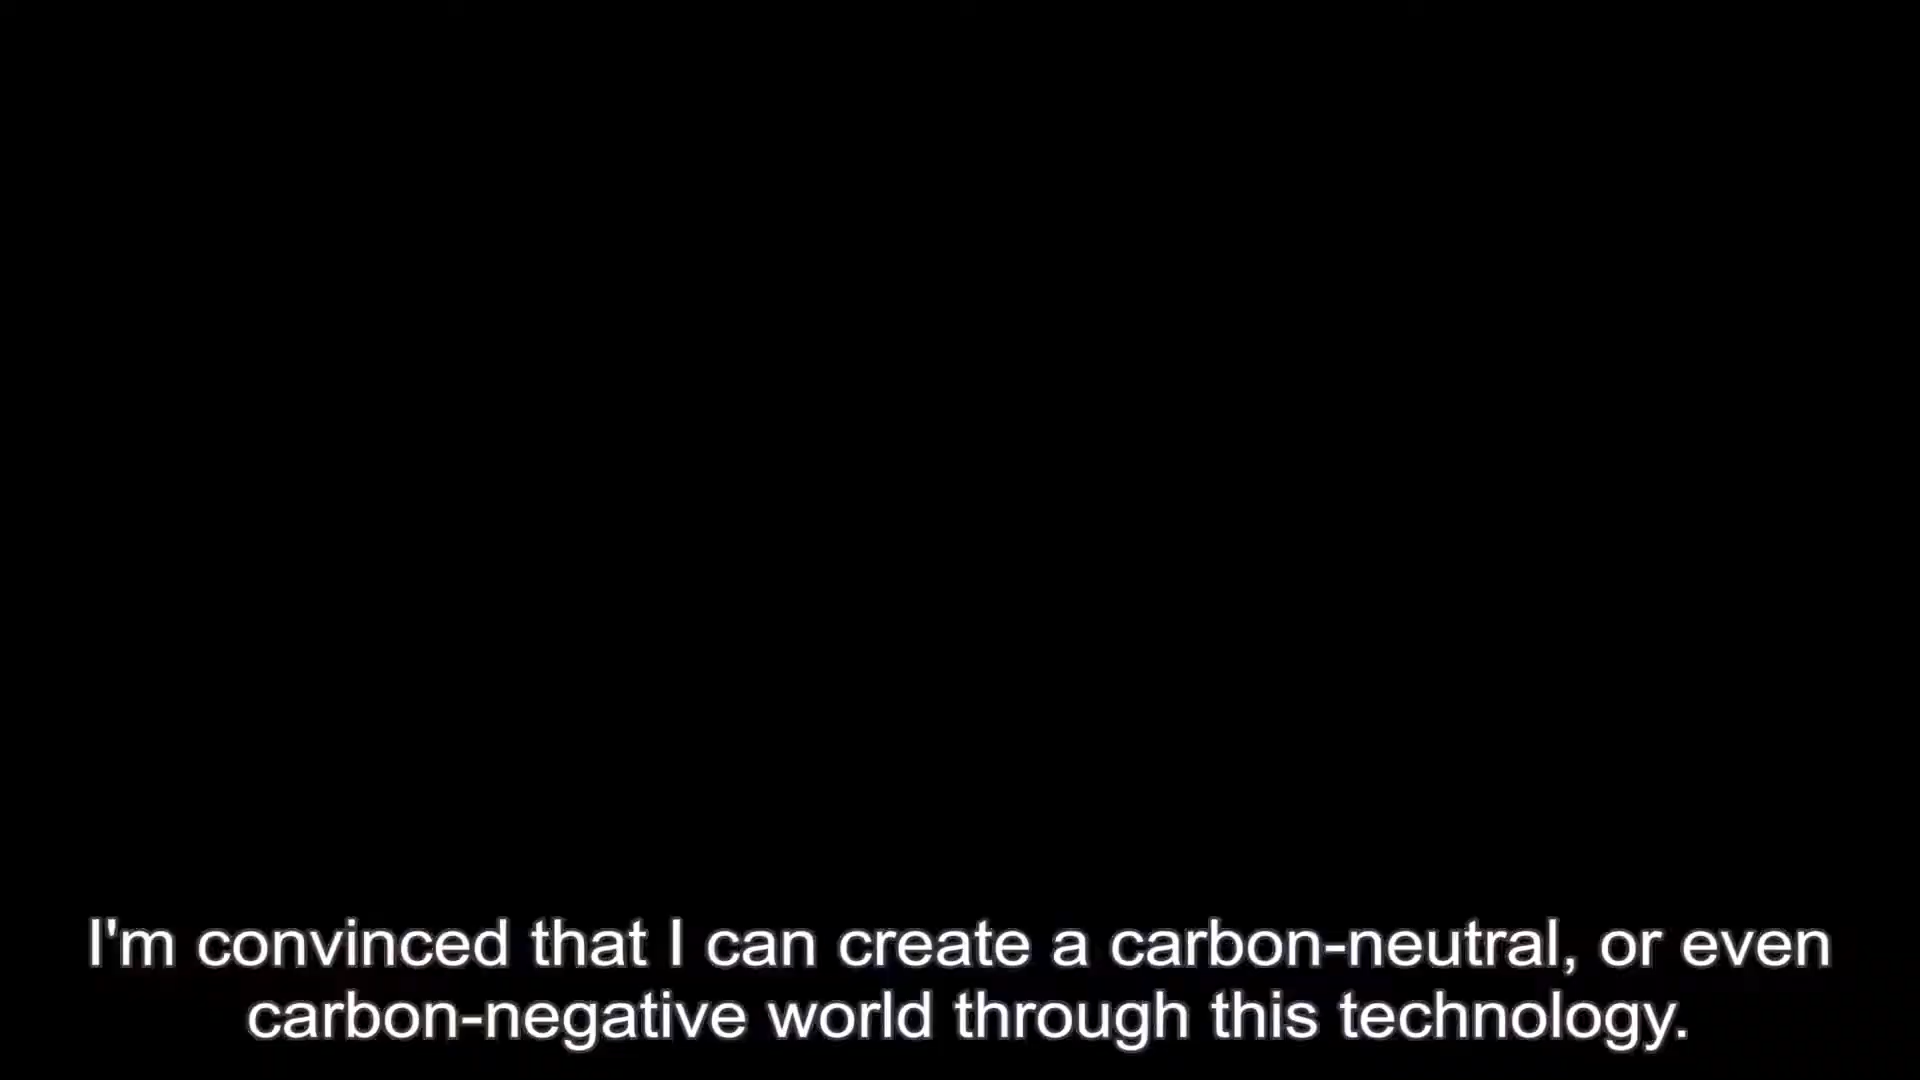 I'm convinced that I can create a carbon-neutral, or even
carbon-negative world through this technology.